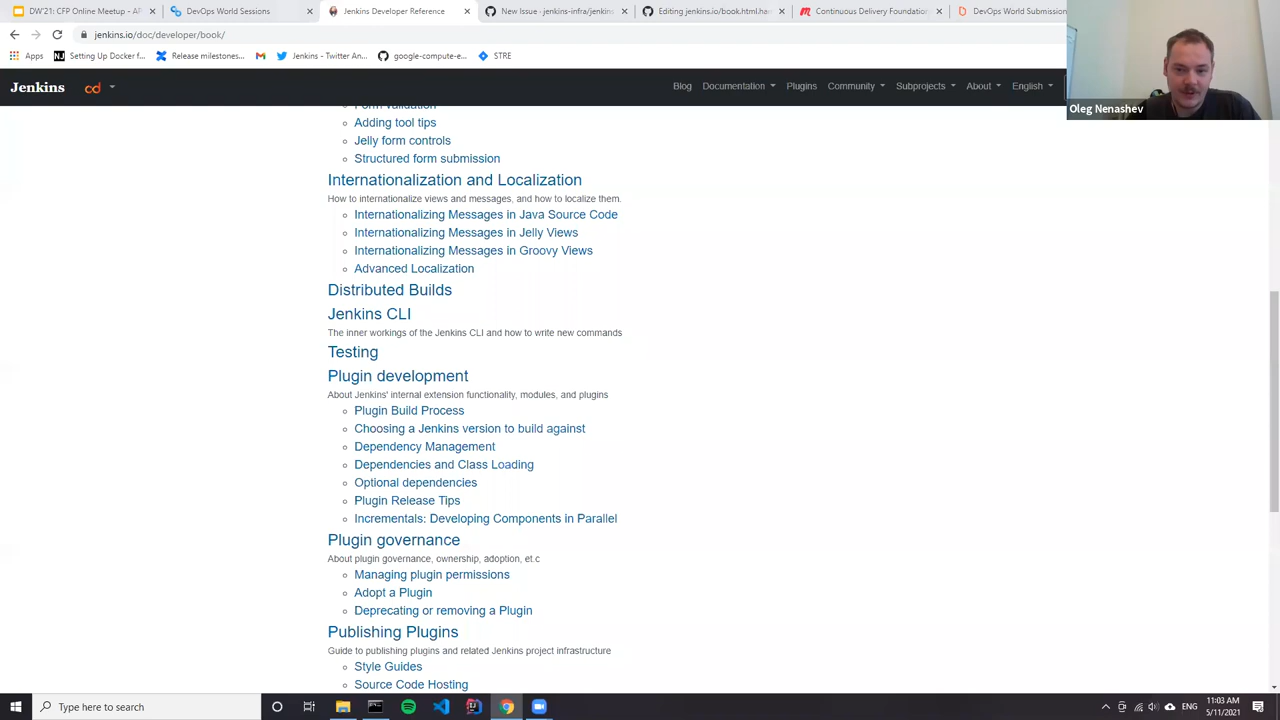 DW'21: CFP Online Meetup - AF
DevOps World Sessions
Jenkins Developer Reference
New Issue · jenkins-infra/jenkins
Editing jenkins.io/book.html.ha
Continuous Delivery Foundation
DevOps World Submission
jenkins.io/doc/developer/book/
Apps
Setting Up Docker f...
Release milestones...
Jenkins - Twitter An...
google-compute-e...
STRE
Jenkins
cd
Blog
Documentation
Plugins
Community
Subprojects
About
English
Oleg Nenashev
Form validation
Adding tool tips
Jelly form controls
Structured form submission
Internationalization and Localization
How to internationalize views and messages, and how to localize them.
Internationalizing Messages in Java Source Code
Internationalizing Messages in Jelly Views
Internationalizing Messages in Groovy Views
Advanced Localization
Distributed Builds
Jenkins CLI
The inner workings of the Jenkins CLI and how to write new commands
Testing
Plugin development
About Jenkins' internal extension functionality, modules, and plugins
Plugin Build Process
Choosing a Jenkins version to build against
Dependency Management
Dependencies and Class Loading
Optional dependencies
Plugin Release Tips
Incrementals: Developing Components in Parallel
Plugin governance
About plugin governance, ownership, adoption, et.c
Managing plugin permissions
Adopt a Plugin
Deprecating or removing a Plugin
Publishing Plugins
Guide to publishing plugins and related Jenkins project infrastructure
Style Guides
Source Code Hosting
Type here to search
ENG
11:03 AM
5/11/2021